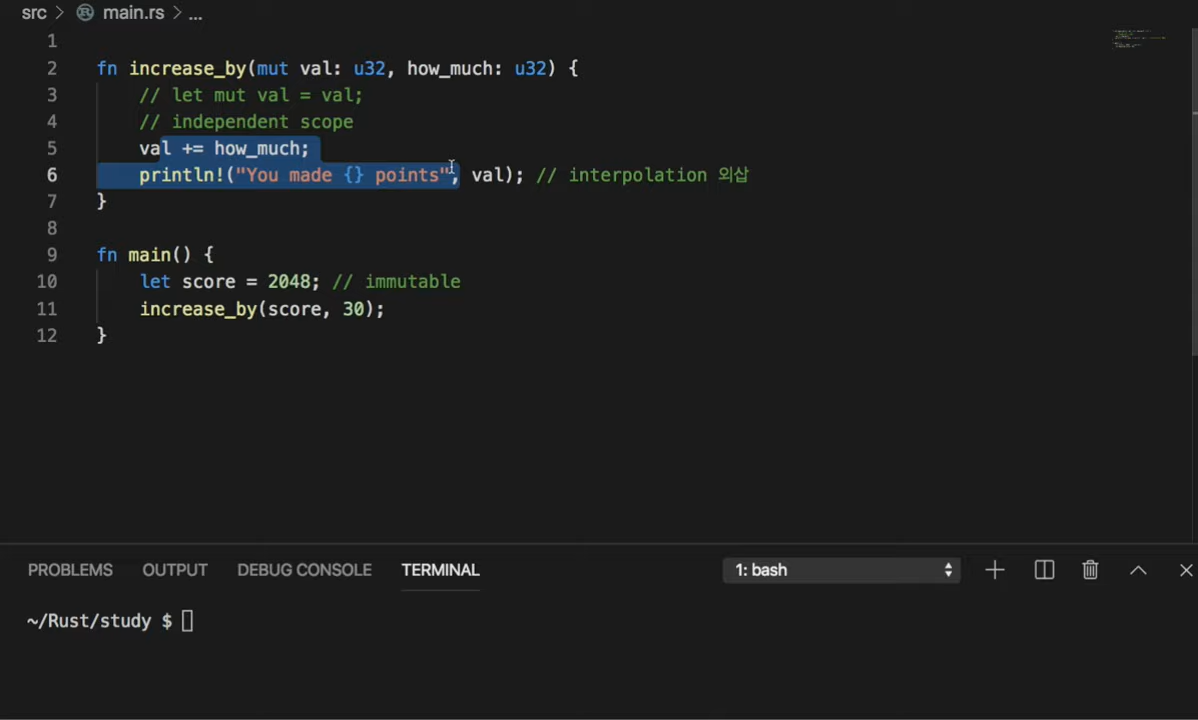 src > main.rs > ...
1
2 fn increase_by(mut val: u32, how_much: u32) {
3 // let mut val = val;
4 // independent scope
5 val += how_much;
6 println!("You made {} points", val); // interpolation 외삽
7 }
8
9 fn main() {
10 let score = 2048; // immutable
11 increase_by(score, 30);
12 }
PROBLEMS OUTPUT DEBUG CONSOLE TERMINAL 1: bash
~/Rust/study $